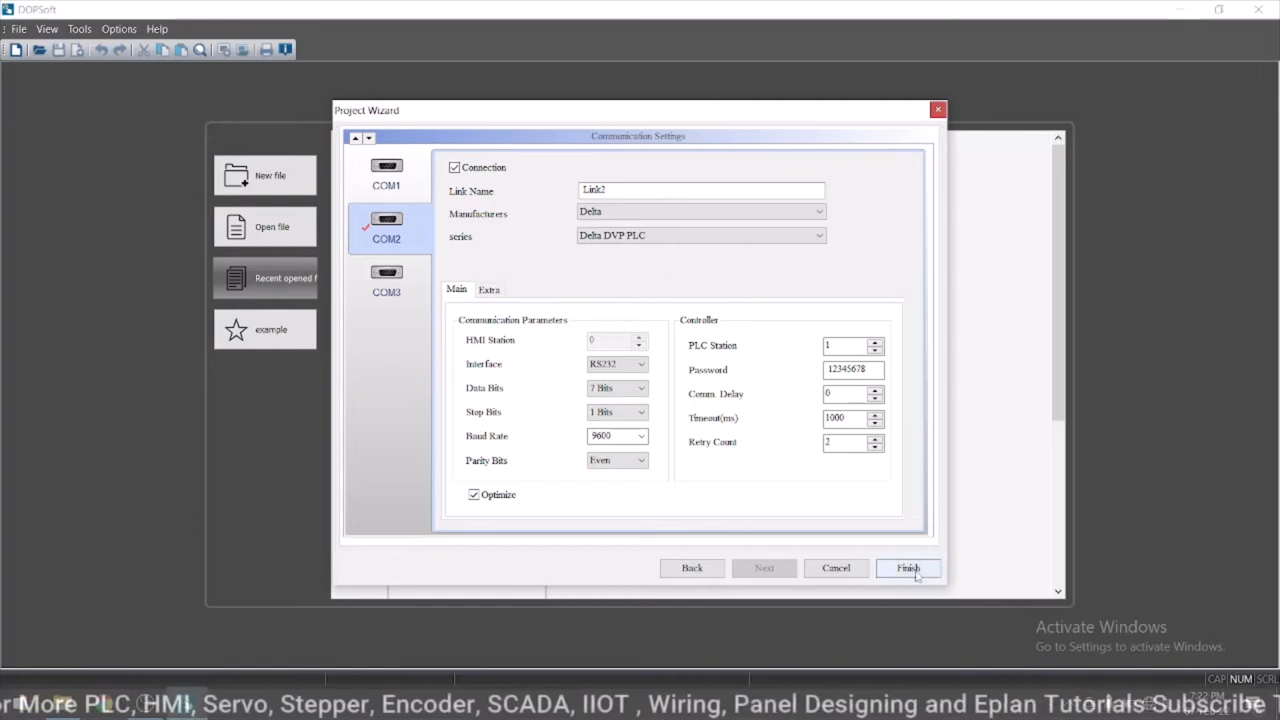 DOPSoft
File View Tools Options Help
Project Wizard
Communication Settings
COM1
COM2
COM3
Connection
Link Name Link2
Manufacturers Delta
series Delta DVP PLC
Main Extra
Communication Parameters
HMI Station 0
Interface RS232
Data Bits 7 Bits
Stop Bits 1 Bits
Baud Rate 9600
Parity Bits Even
Optimize
Controller
PLC Station 1
Password 12345678
Comm. Delay 0
Timeout(ms) 1000
Retry Count 2
Back Next Cancel Finish
New file
Open file
Recent opened f
example
Activate Windows
Go to Settings to activate Windows.
CAP NUM SCRL
7:22 PM
or More PLC, HMI, Servo, Stepper, Encoder, SCADA, IIOT , Wiring, Panel Designing and Eplan Tutorials Subscribe